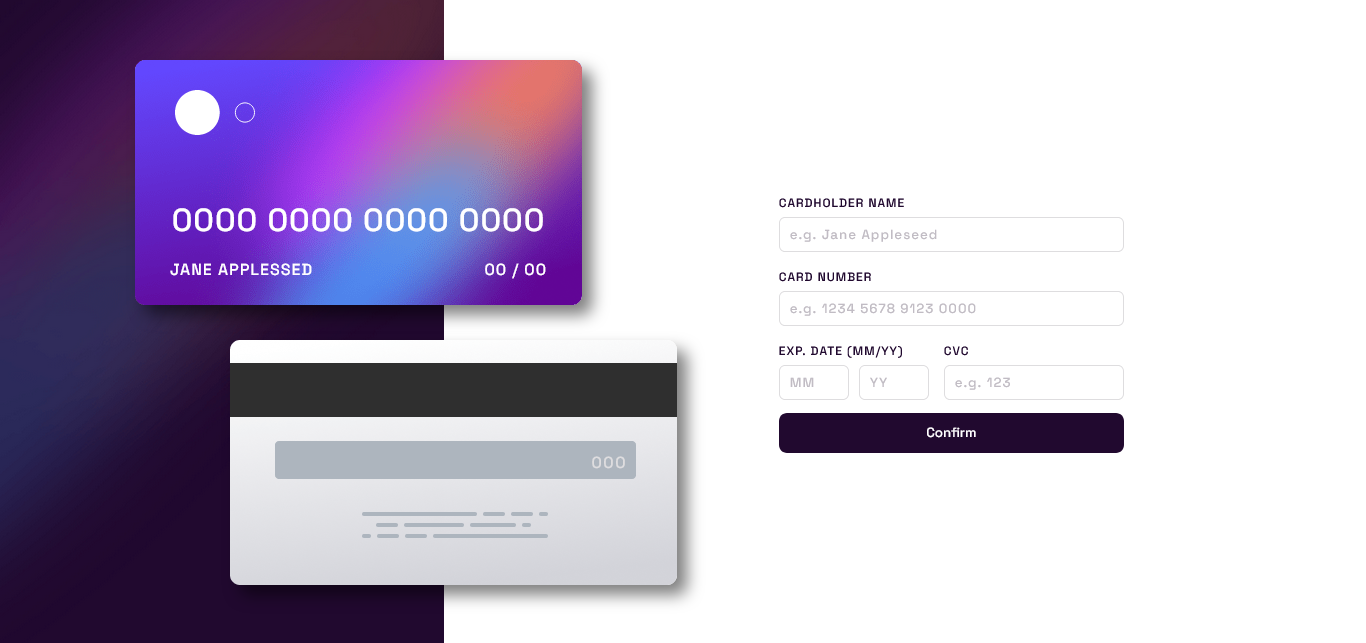 0000 0000 0000 0000
JANE APPLESSED 00 / 00
000
CARDHOLDER NAME
e.g. Jane Appleseed
CARD NUMBER
e.g. 1234 5678 9123 0000
EXP. DATE (MM/YY) CVC
MM YY e.g. 123
Confirm